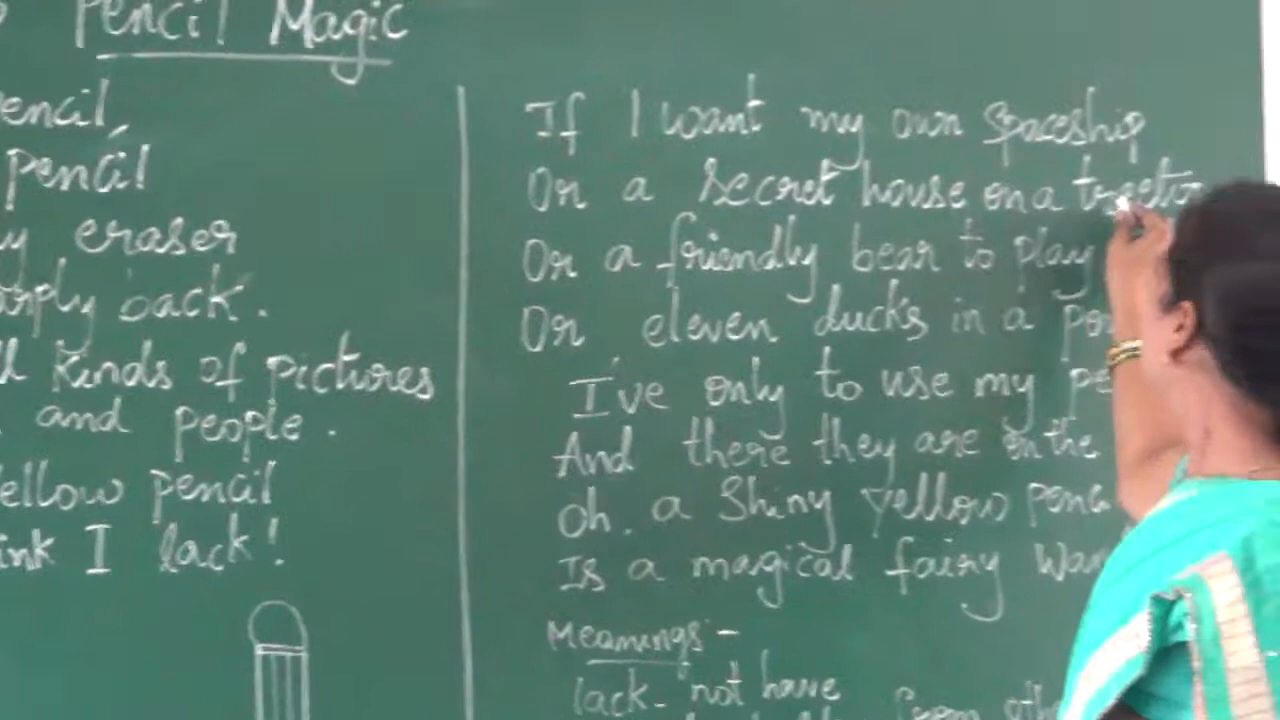 Pencil Magic
encil,
pencil
y eraser
back.
kinds of pictures
and people.
ellow pencil
ink I lack!
If I want my own spaceship
Or a secret house on a
Or a friendly bear to play
Or eleven ducks in a
I've only to use my
And there they are in the
Oh. a Shiny yellow
Is a magical fairy
Meanings:-
lack - not have
from